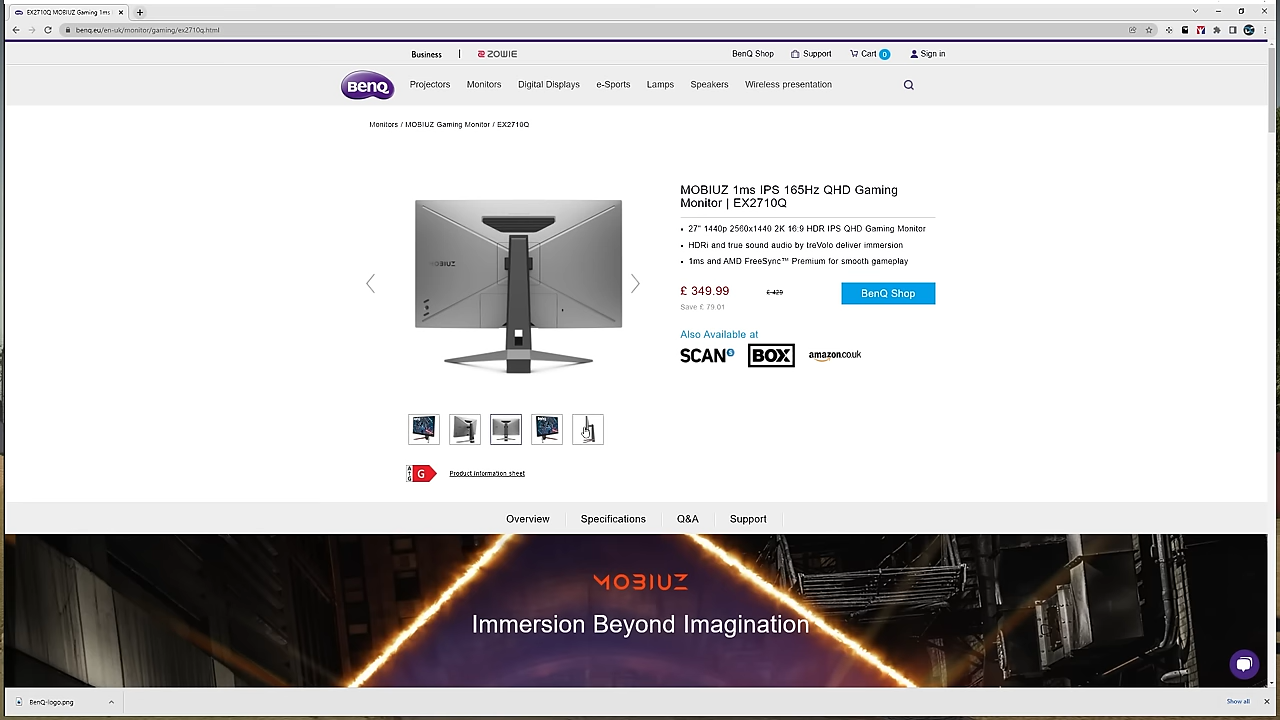 EX2710Q MOBIUZ Gaming 1ms
benq.eu/en-uk/monitor/gaming/ex2710q.html
Business | ZOWIE
BenQ Shop Support Cart 0 Sign in
BenQ Projectors Monitors Digital Displays e-Sports Lamps Speakers Wireless presentation
Monitors / MOBIUZ Gaming Monitor / EX2710Q
MOBIUZ 1ms IPS 165Hz QHD Gaming
Monitor | EX2710Q
27" 1440p 2560x1440 2K 16:9 HDR IPS QHD Gaming Monitor
HDRi and true sound audio by treVolo deliver immersion
1ms and AMD FreeSync™ Premium for smooth gameplay
£ 349.99 £ 429 BenQ Shop
Save £ 79.01
Also Available at
SCAN BOX amazon.co.uk
MOBIUZ
G Product information sheet
Overview Specifications Q&A Support
MOBIUZ
Immersion Beyond Imagination
BenQ-logo.png
Show all